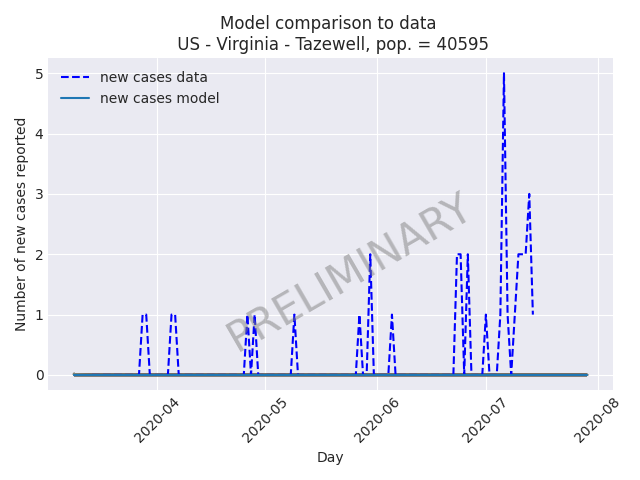 Model comparison to data
US - Virginia - Tazewell, pop. = 40595
new cases data
new cases model
Number of new cases reported
5
4
3
2
1
0
PRELIMINARY
2020-04
2020-05
2020-06
2020-07
2020-08
Day